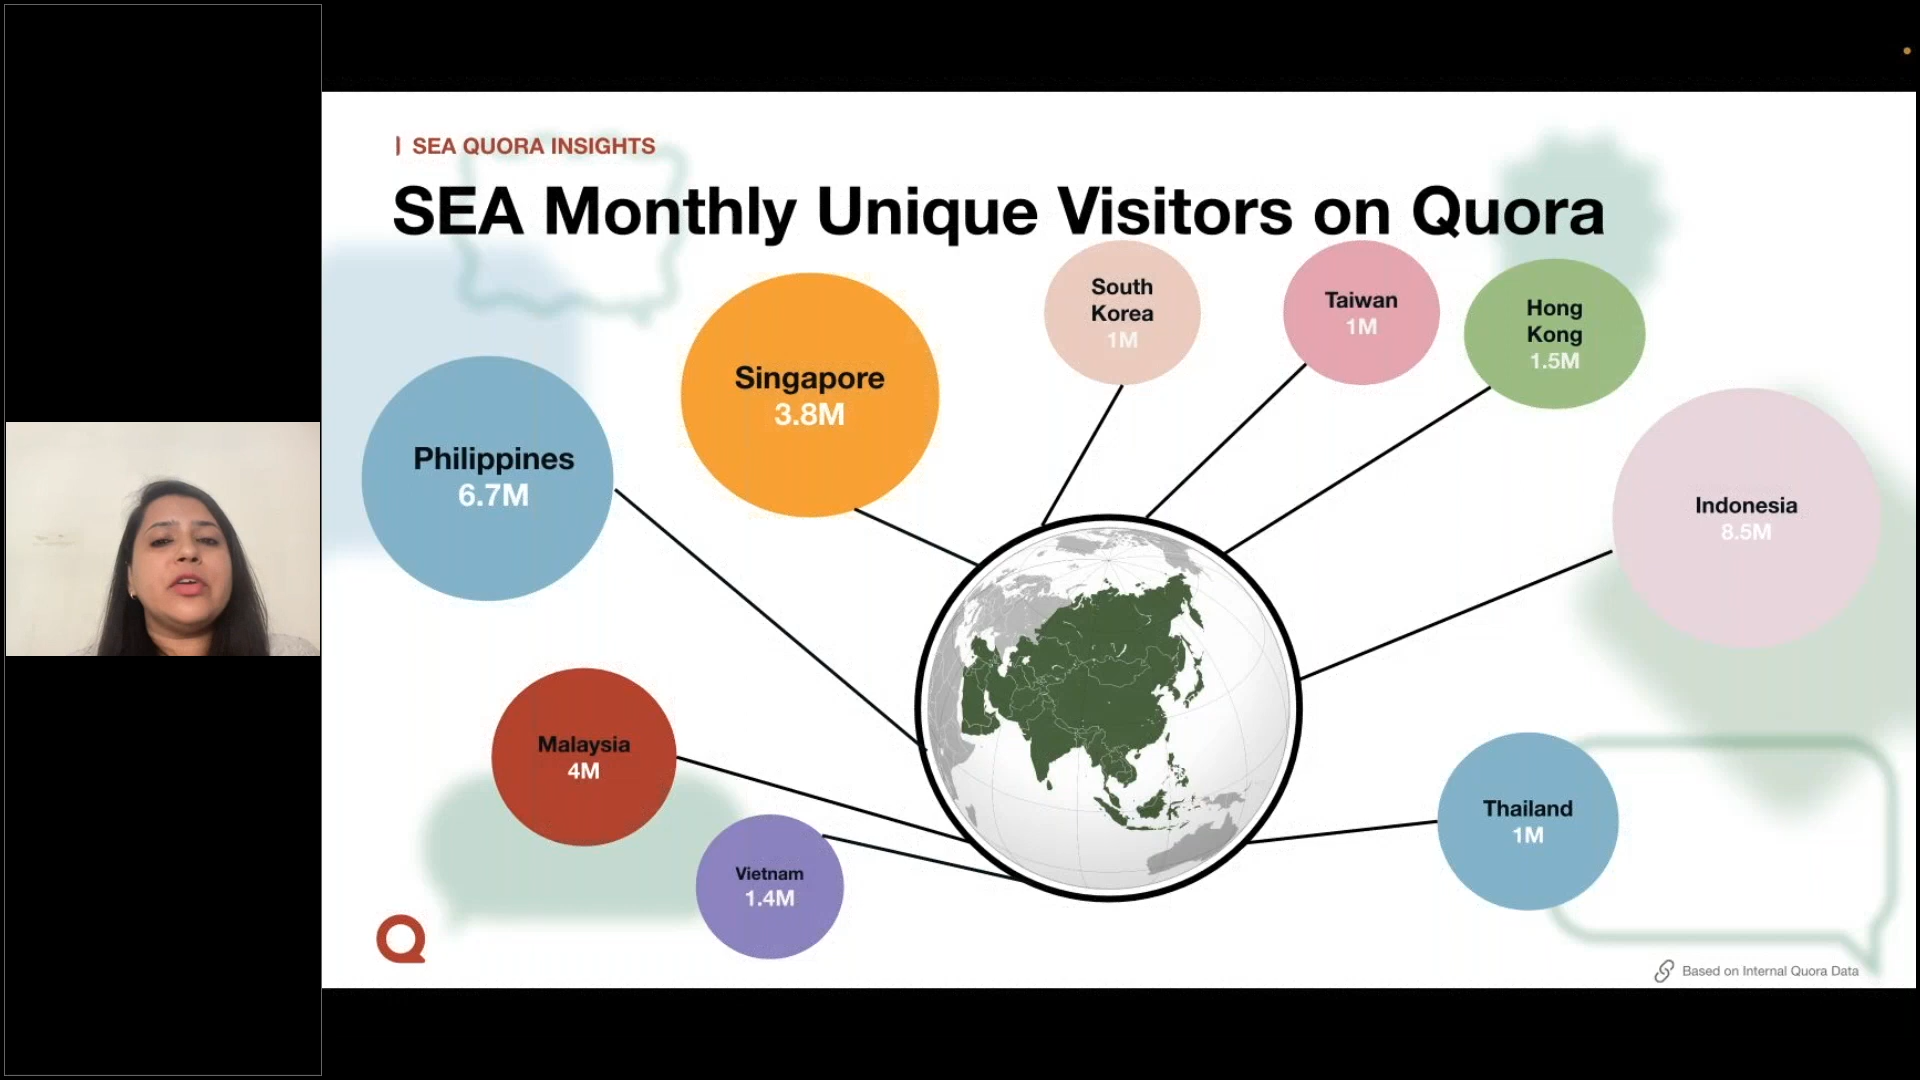 SEA QUORA INSIGHTS
SEA Monthly Unique Visitors on Quora
South
Korea
1M
Taiwan
1M
Hong
Kong
1.5M
Singapore
3.8M
Philippines
6.7M
Indonesia
8.5M
Malaysia
4M
Thailand
1M
Vietnam
1.4M
Based on Internal Quora Data